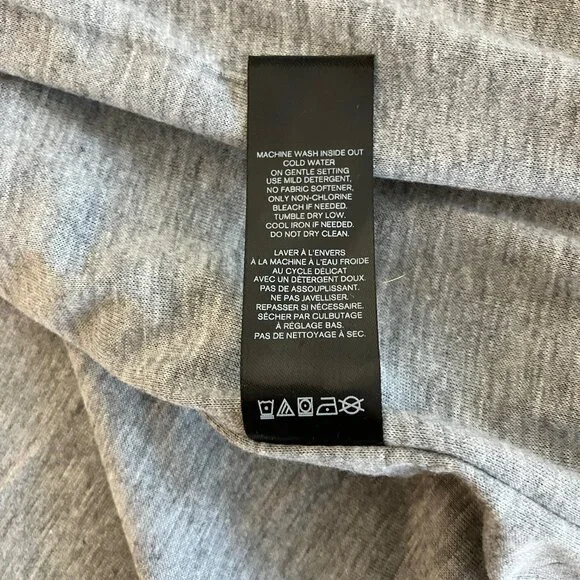 MACHINE WASH INSIDE OUT
COLD WATER
ON GENTLE SETTING
USE MILD DETERGENT,
NO FABRIC SOFTENER,
ONLY NON-CHLORINE
BLEACH IF NEEDED.
TUMBLE DRY LOW.
COOL IRON IF NEEDED.
DO NOT DRY CLEAN.
LAVER À L'ENVERS
À LA MACHINE À L'EAU FROIDE
AU CYCLE DÉLICAT
AVEC UN DÉTERGENT DOUX.
PAS DE ASSOUPLISSANT.
NE PAS JAVELLISER.
REPASSER SI NÉCESSAIRE.
SÉCHER PAR CULBUTAGE
À RÉGLAGE BAS.
PAS DE NETTOYAGE À SEC.